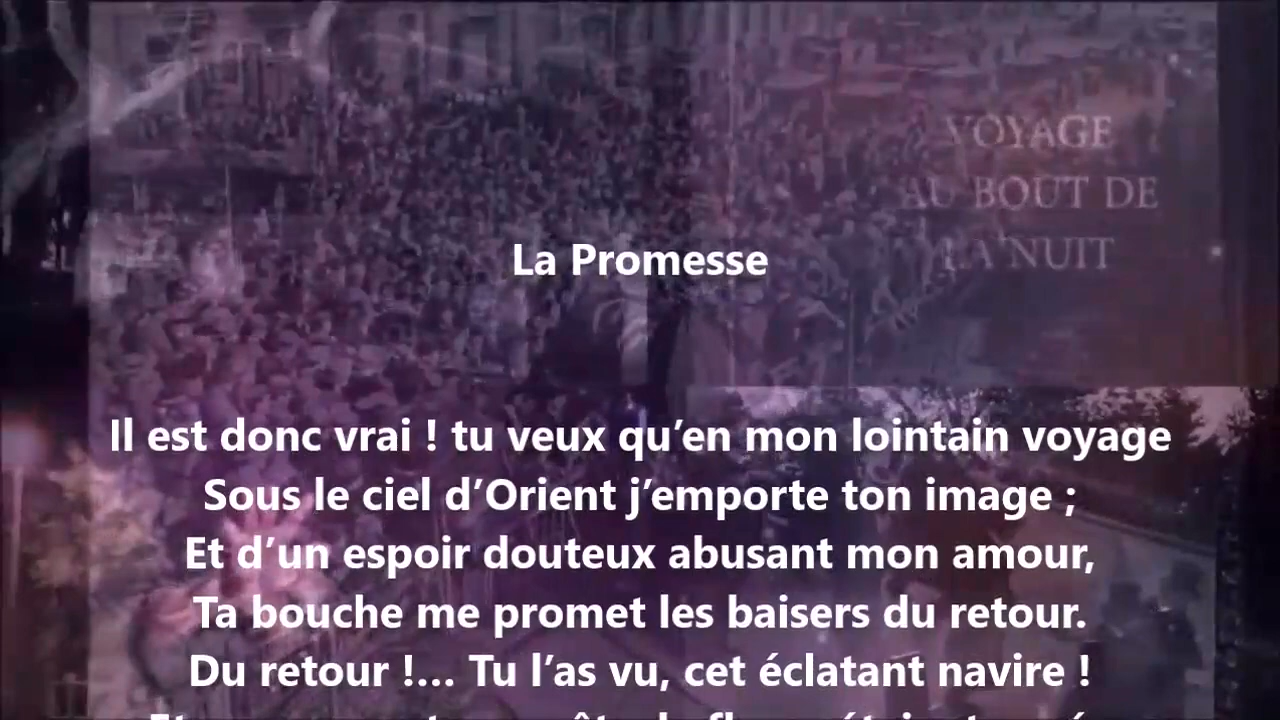 VOYAGE
AU BOUT DE
LA NUIT
La Promesse
Il est donc vrai ! tu veux qu’en mon lointain voyage
Sous le ciel d’Orient j’emporte ton image ;
Et d’un espoir douteux abusant mon amour,
Ta bouche me promet les baisers du retour.
Du retour !... Tu l’as vu, cet éclatant navire !